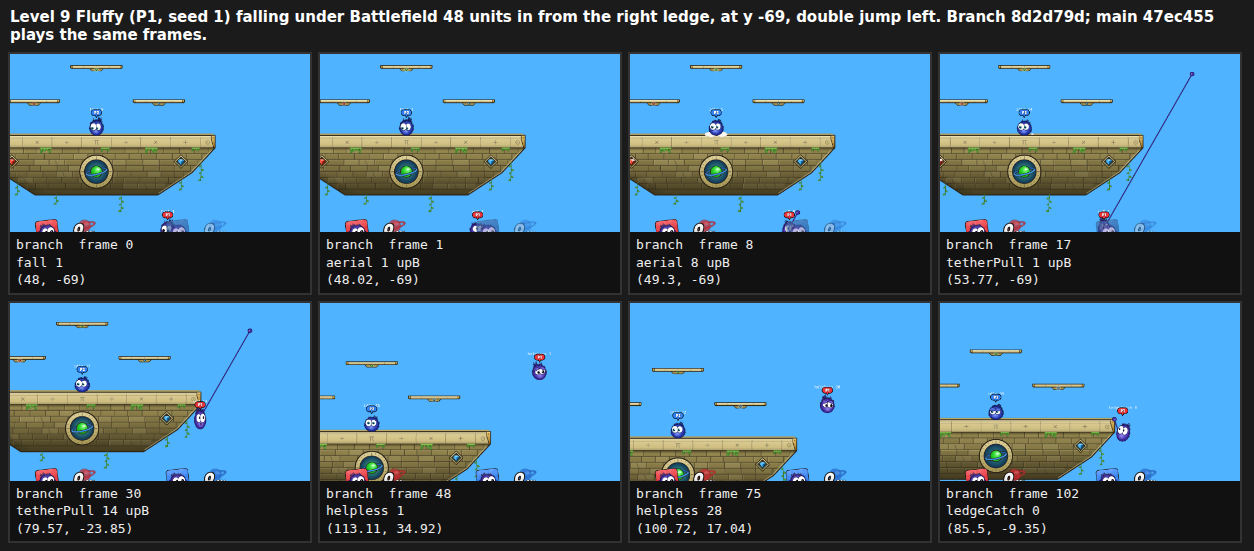 Level 9 Fluffy (P1, seed 1) falling under Battlefield 48 units in from the right ledge, at y -69, double jump left. Branch 8d2d79d; main 47ec455
plays the same frames.
branch  frame 0
fall 1
(48, -69)
branch  frame 1
aerial 1 upB
(48.02, -69)
branch  frame 8
aerial 8 upB
(49.3, -69)
branch  frame 17
tetherPull 1 upB
(53.77, -69)
branch  frame 30
tetherPull 14 upB
(79.57, -23.85)
branch  frame 48
helpless 1
(113.11, 34.92)
branch  frame 75
helpless 28
(100.72, 17.04)
branch  frame 102
ledgeCatch 0
(85.5, -9.35)